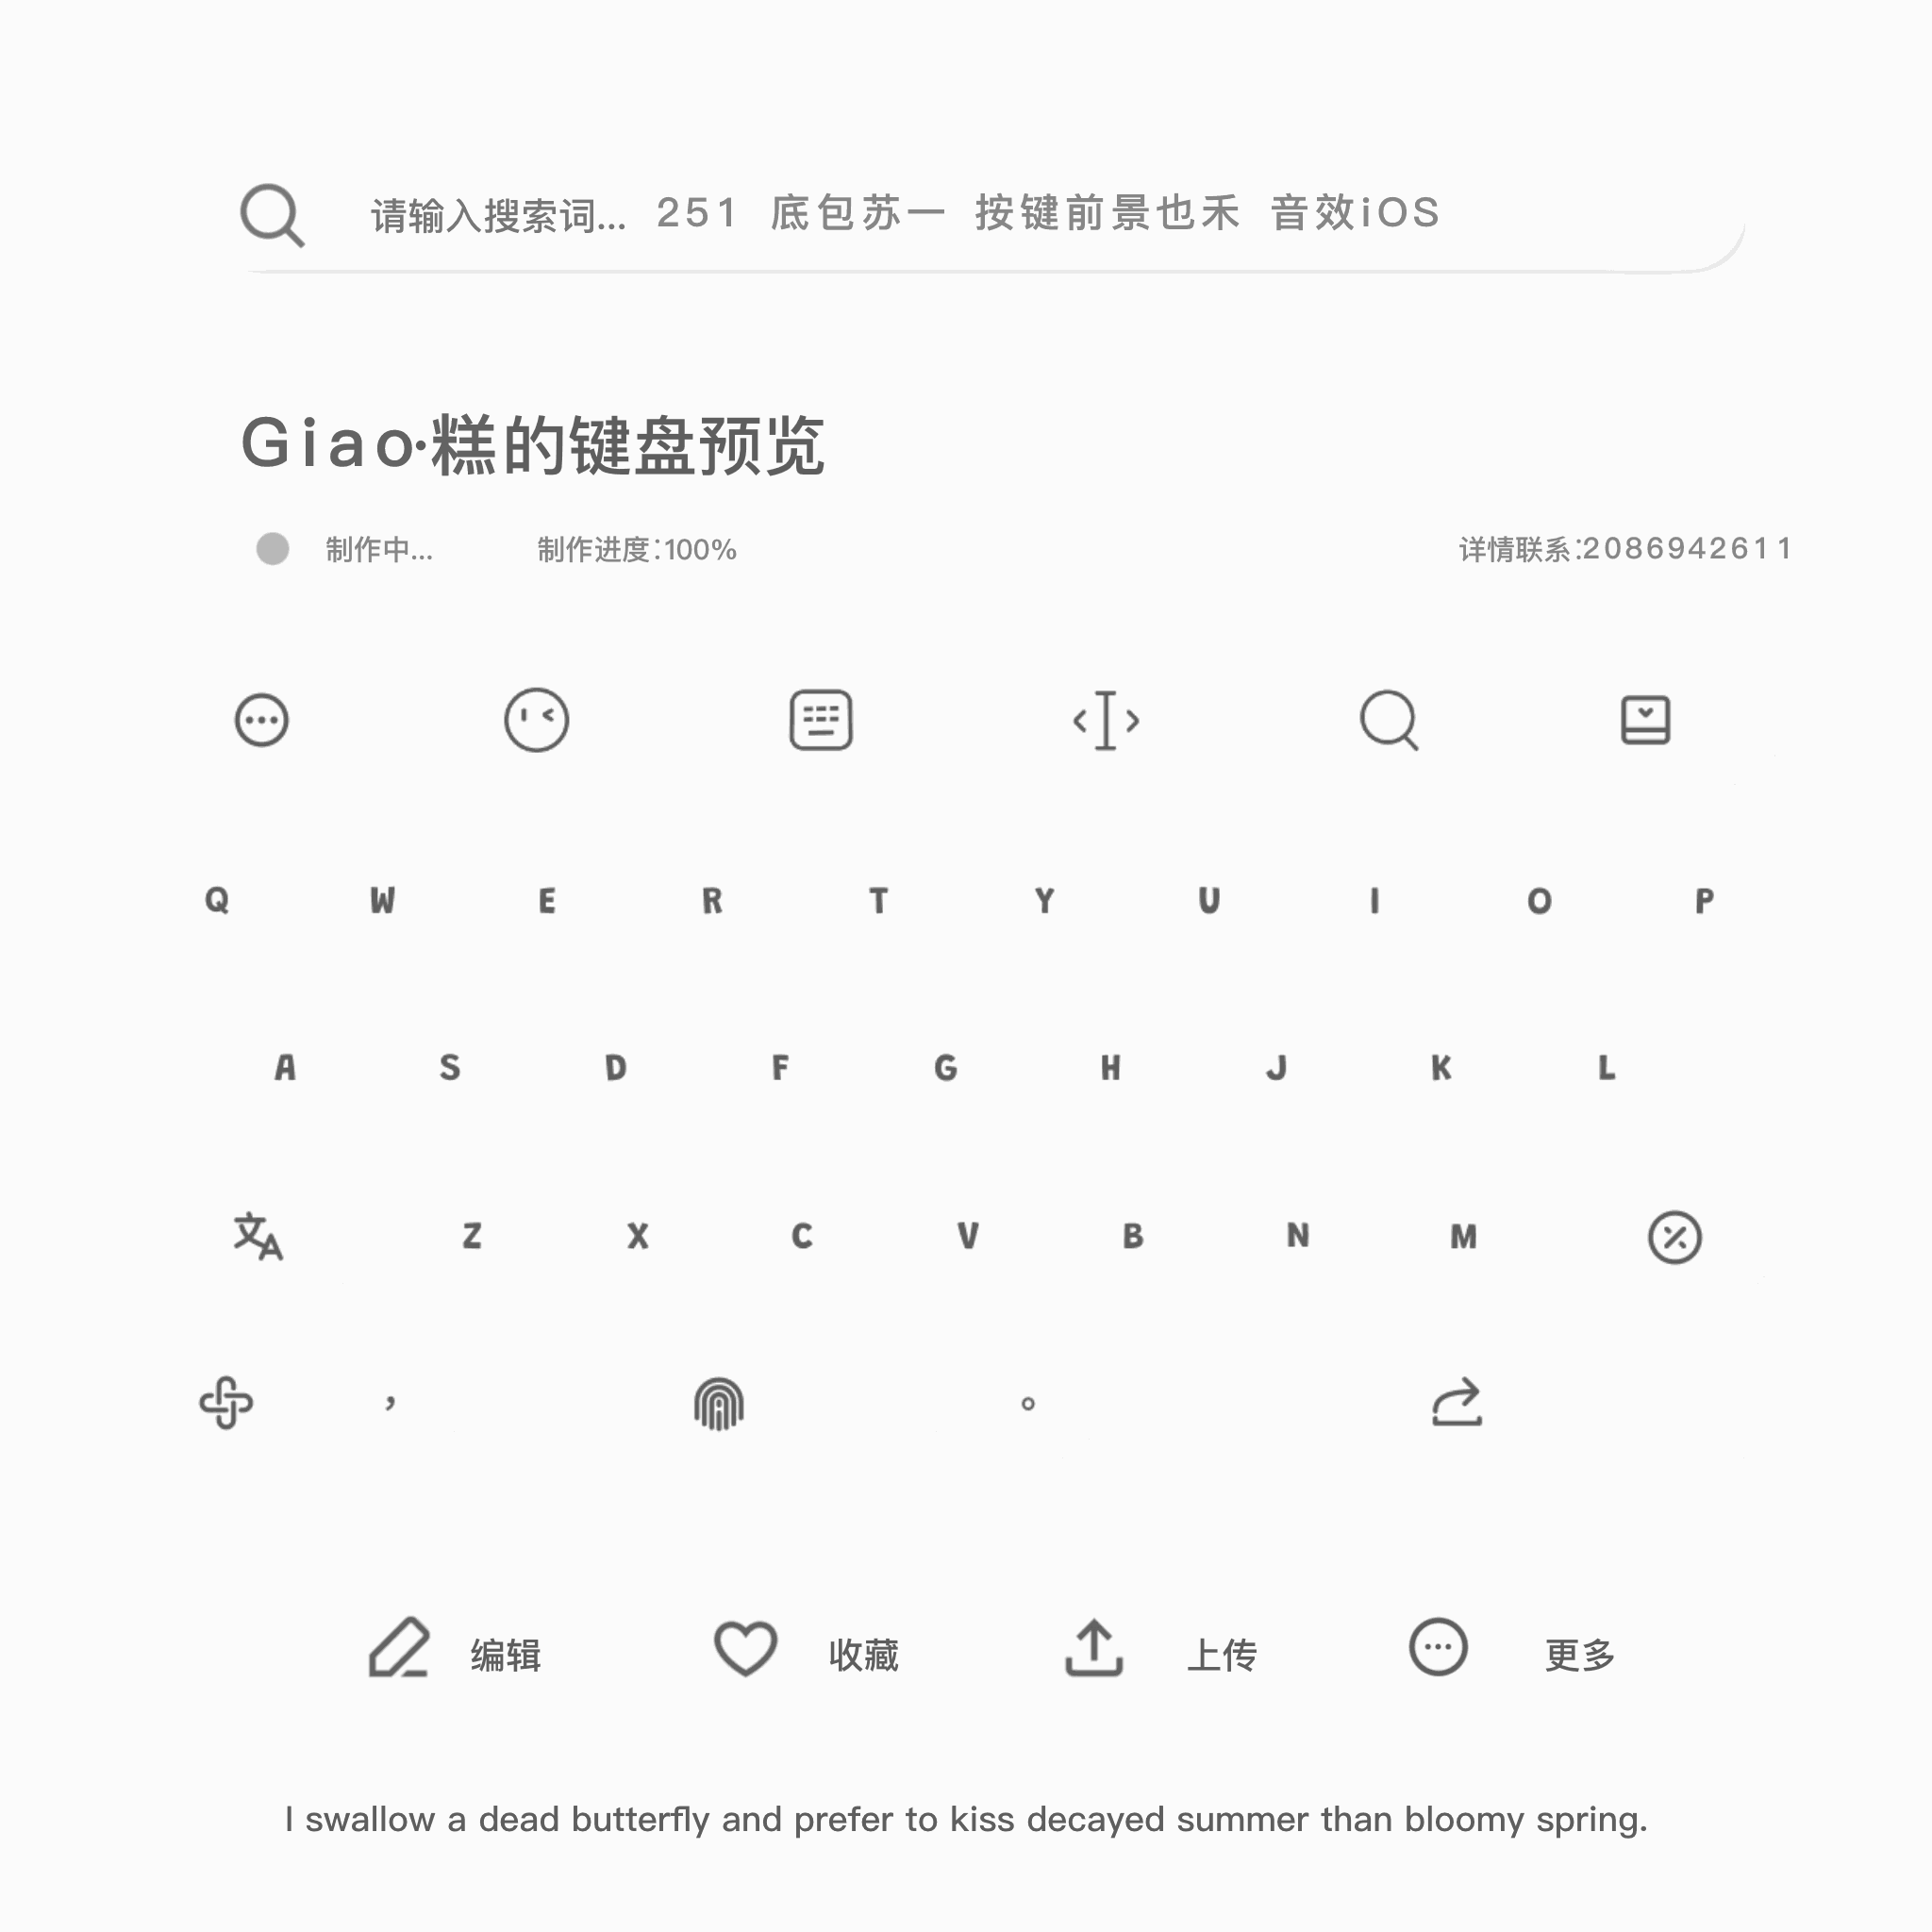 请输入搜索词... 251 底包苏一 按键前景也禾 音效iOS
Giao·糕的键盘预览
制作中... 制作进度:100% 详情联系:2086942611
Q W E R T Y U I O P
A S D F G H J K L
文A Z X C V B N M
， 。
编辑 收藏 上传 更多
I swallow a dead butterfly and prefer to kiss decayed summer than bloomy spring.